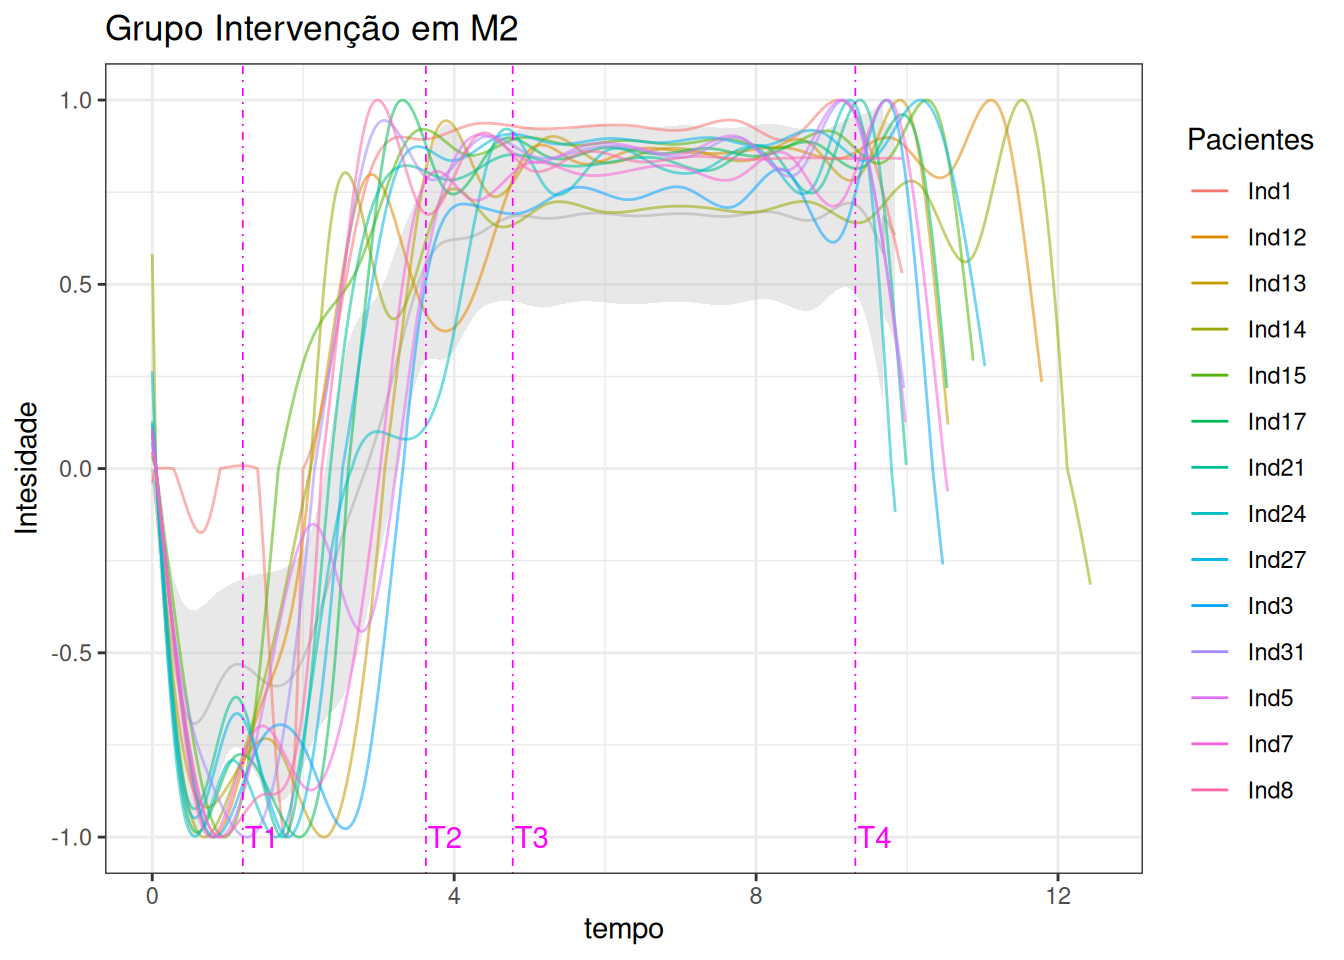 Grupo Intervenção em M2
Intesidade
1.0
0.5
0.0
-0.5
-1.0
T1
T2
T3
T4
0
4
8
12
tempo
Pacientes
Ind1
Ind12
Ind13
Ind14
Ind15
Ind17
Ind21
Ind24
Ind27
Ind3
Ind31
Ind5
Ind7
Ind8